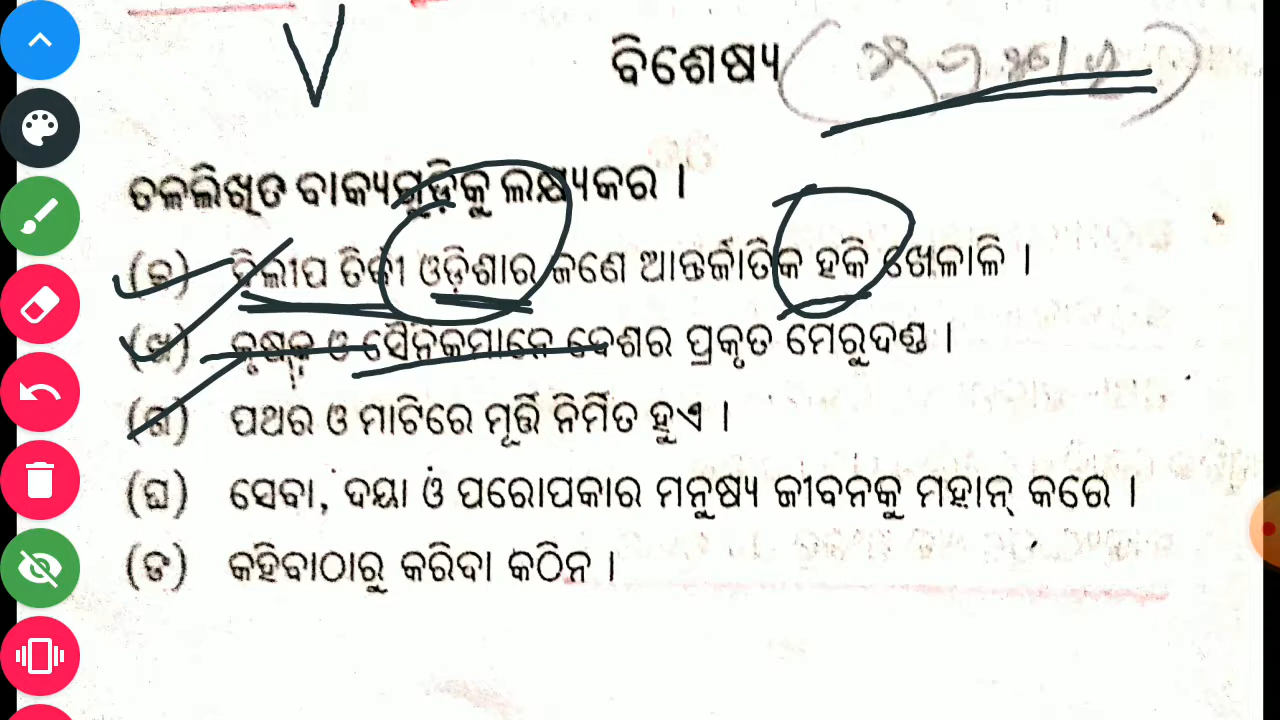 ବିଶେଷ୍ୟ
ତଳଲିଖିତ ବାକ୍ୟଗୁଡ଼ିକୁ ଲକ୍ଷ୍ୟକର ।
(କ) ଦିଲୀପ ତିର୍କୀ ଓଡ଼ିଶାର ଜଣେ ଆନ୍ତର୍ଜାତିକ ହକି ଖେଳାଳି ।
(ଖ) କୃଷକ ଓ ସୈନିକମାନେ ଦେଶର ପ୍ରକୃତ ମେରୁଦଣ୍ଡ ।
(ଗ) ପଥର ଓ ମାଟିରେ ମୂର୍ତ୍ତି ନିର୍ମିତ ହୁଏ ।
(ଘ) ସେବା, ଦୟା ଓ ପରୋପକାର ମନୁଷ୍ୟ ଜୀବନକୁ ମହାନ୍ କରେ ।
(ଙ) କହିବାଠାରୁ କରିବା କଠିନ ।